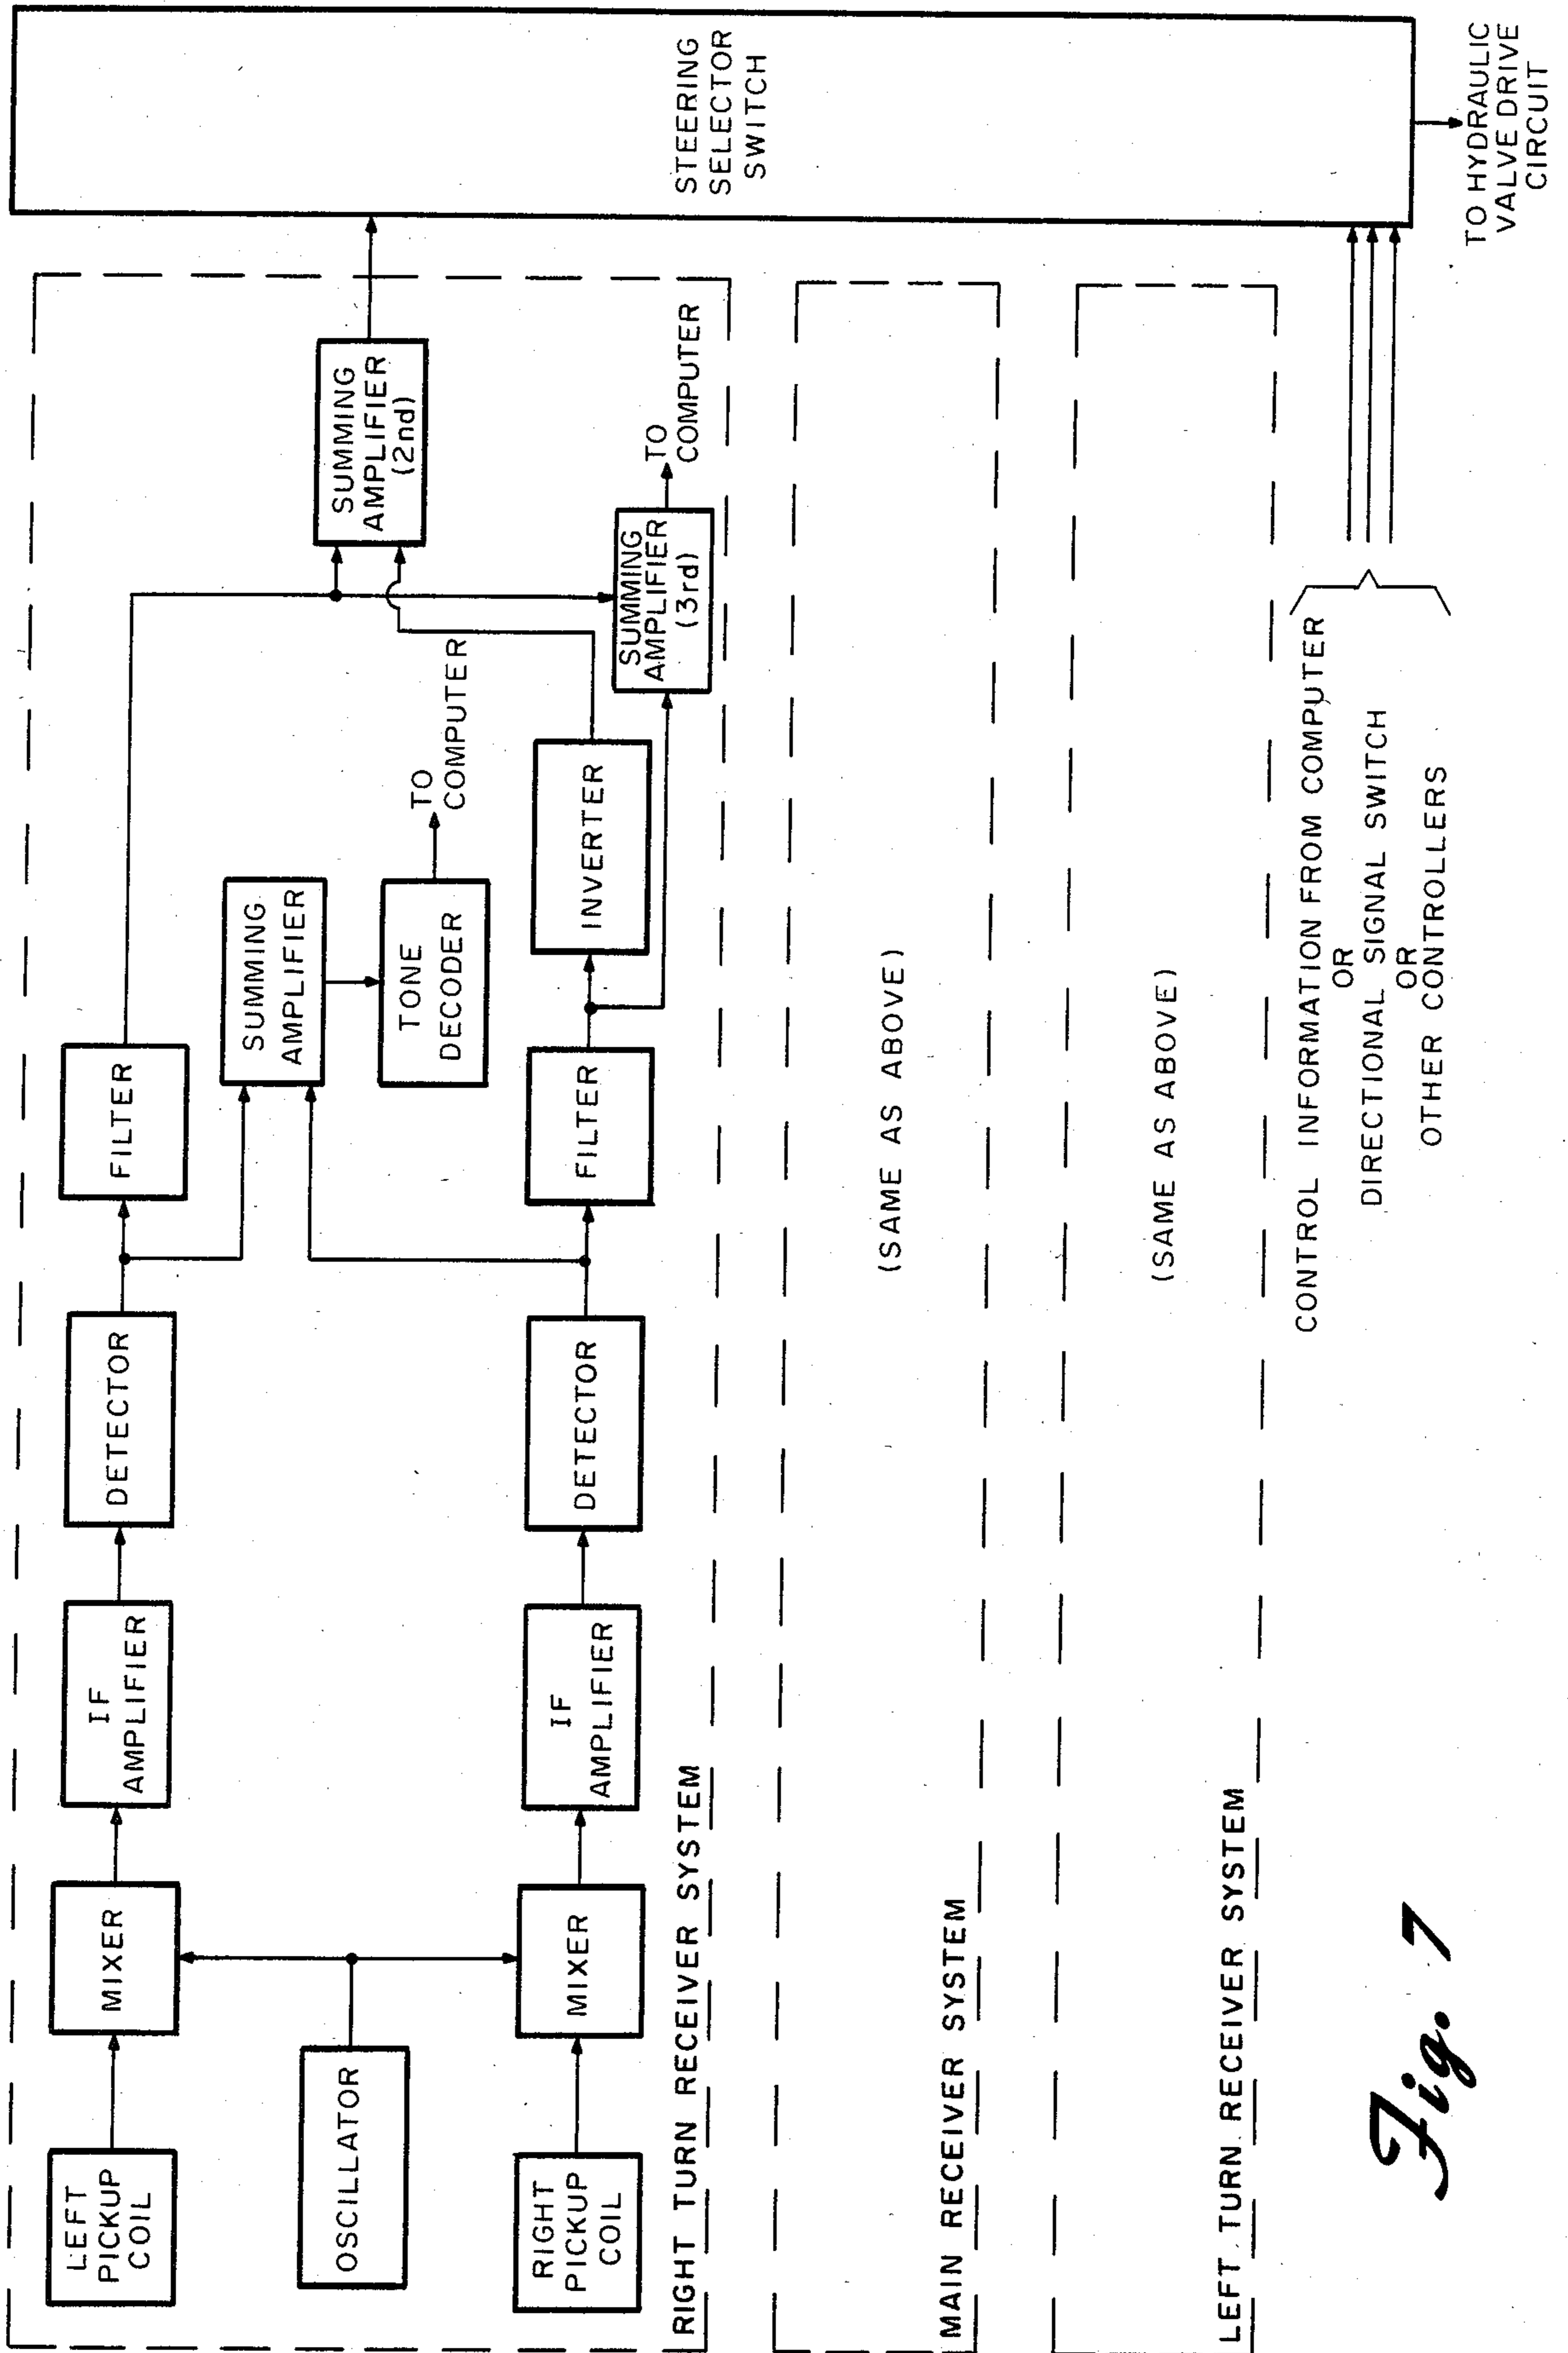 LEFT
PICKUP
COIL
MIXER
IF
AMPLIFIER
DETECTOR
FILTER
OSCILLATOR
SUMMING
AMPLIFIER
TONE
DECODER
TO
COMPUTER
SUMMING
AMPLIFIER
(2nd)
RIGHT
PICKUP
COIL
MIXER
IF
AMPLIFIER
DETECTOR
FILTER
INVERTER
SUMMING
AMPLIFIER
(3rd)
TO
COMPUTER
RIGHT TURN RECEIVER SYSTEM
STEERING
SELECTOR
SWITCH
(SAME AS ABOVE)
MAIN RECEIVER SYSTEM
(SAME AS ABOVE)
LEFT TURN RECEIVER SYSTEM
CONTROL INFORMATION FROM COMPUTER
OR
DIRECTIONAL SIGNAL SWITCH
OR
OTHER CONTROLLERS
TO HYDRAULIC
VALVE DRIVE
CIRCUIT
Fig. 7